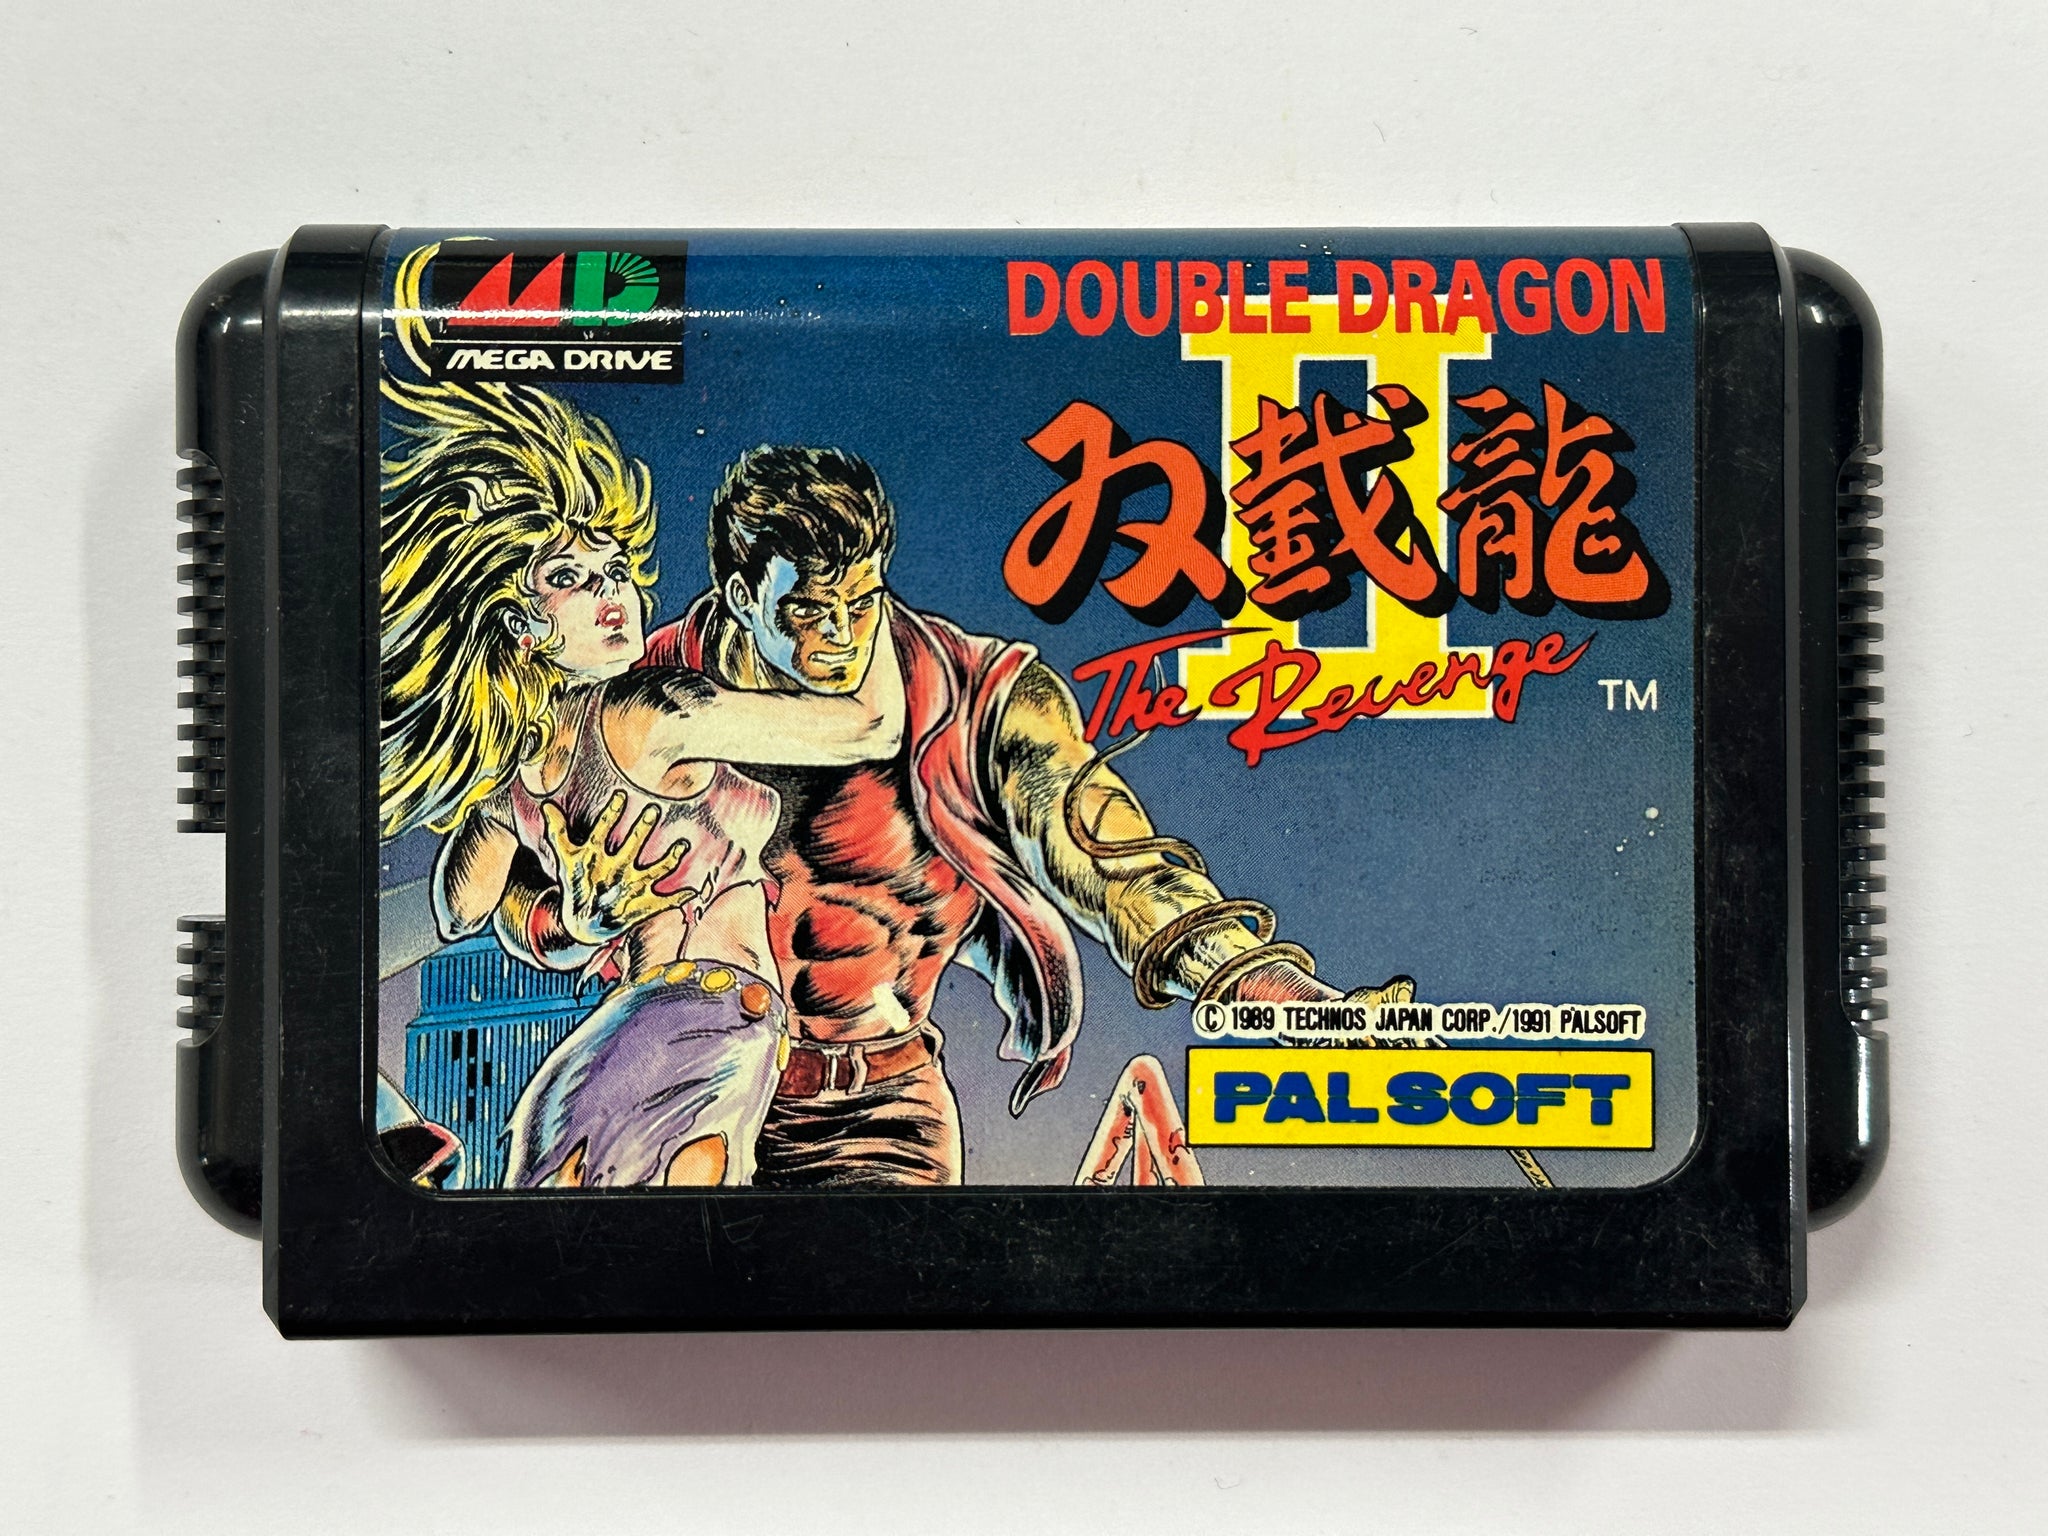 MD
MEGA DRIVE
DOUBLE DRAGON
II
双截龍
The Revenge
TM
© 1989 TECHNOS JAPAN CORP./1991 PALSOFT
PALSOFT